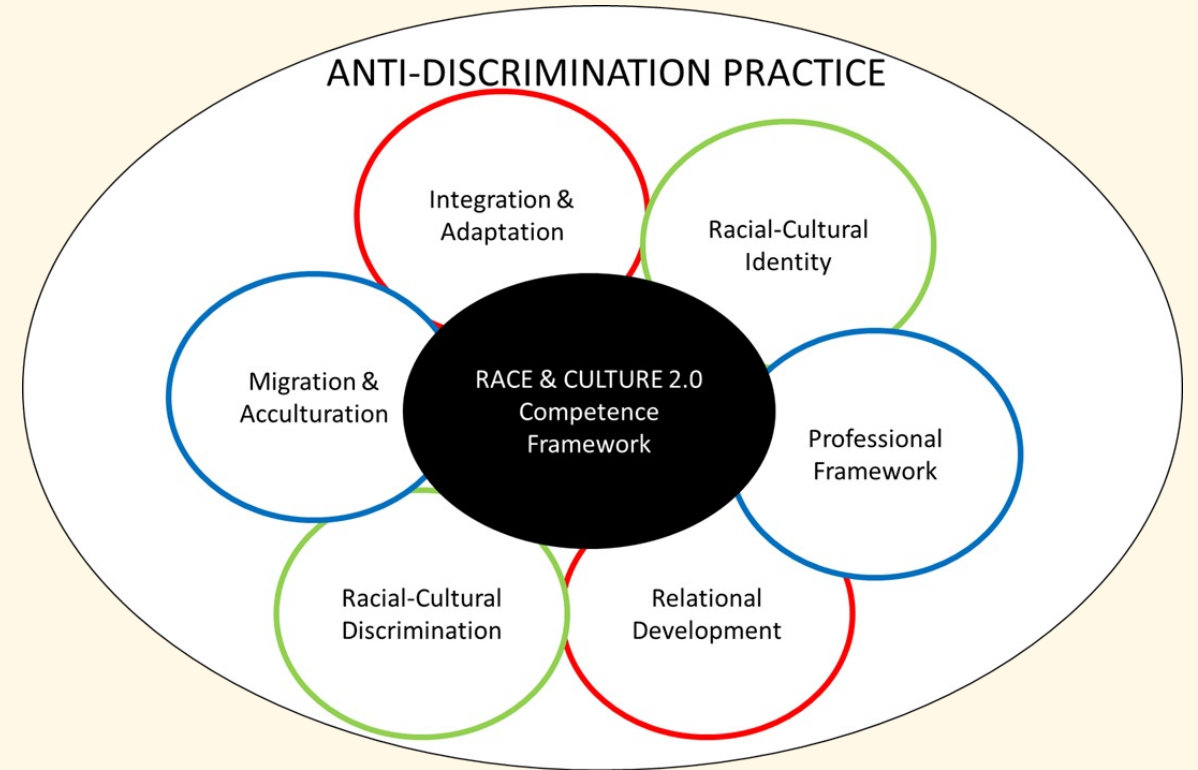 ANTI-DISCRIMINATION PRACTICE
Integration &
Adaptation
Racial-Cultural
Identity
Migration &
Acculturation
RACE & CULTURE 2.0
Competence
Framework
Professional
Framework
Racial-Cultural
Discrimination
Relational
Development